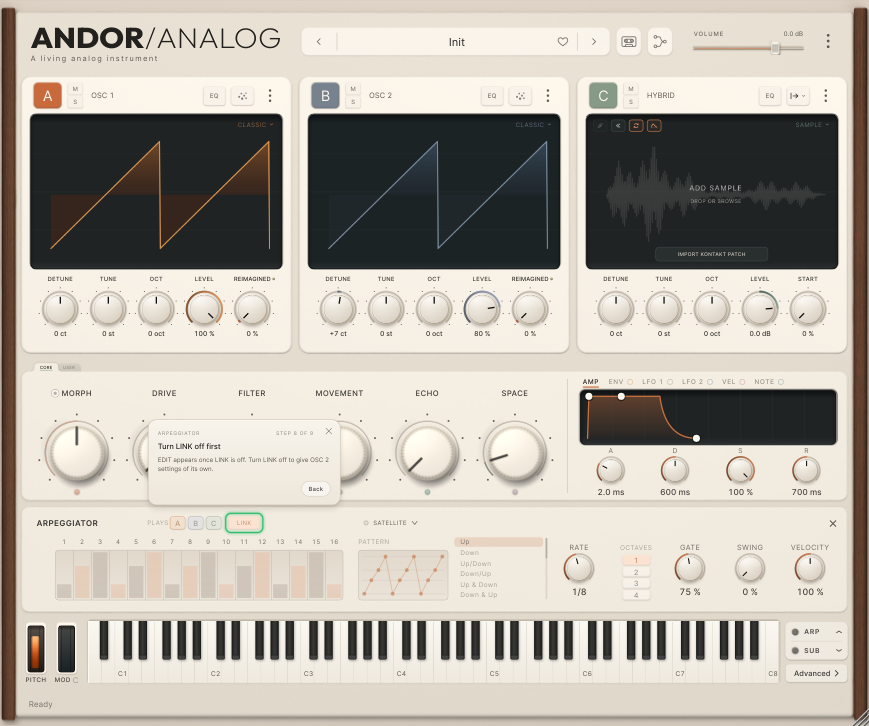 ANDOR/ANALOG
A living analog instrument
Init
VOLUME 0.0 dB
A M S OSC 1 EQ
CLASSIC
DETUNE TUNE OCT LEVEL REIMAGINED
0 ct 0 st 0 oct 100 % 0 %
B M S OSC 2 EQ
CLASSIC
DETUNE TUNE OCT LEVEL REIMAGINED
+7 ct 0 st 0 oct 80 % 0 %
C M S HYBRID EQ
SAMPLE
ADD SAMPLE
DROP OR BROWSE
IMPORT KONTAKT PATCH
DETUNE TUNE OCT LEVEL START
0 ct 0 st 0 oct 0.0 dB 0 %
CORE USER
MORPH DRIVE FILTER MOVEMENT ECHO SPACE
ARPEGGIATOR STEP 8 OF 9
Turn LINK off first
EDIT appears once LINK is off. Turn LINK off to give OSC 2
settings of its own.
Back
AMP ENV LFO 1 LFO 2 VEL NOTE
A D S R
2.0 ms 600 ms 100 % 700 ms
ARPEGGIATOR PLAYS A B C LINK SATELLITE
1 2 3 4 5 6 7 8 9 10 11 12 13 14 15 16
PATTERN
Up
Down
Up/Down
Down/Up
Up & Down
Down & Up
RATE
1/8
OCTAVES
1
2
3
4
GATE
75 %
SWING
0 %
VELOCITY
100 %
PITCH MOD
C1 C2 C3 C4 C5 C6 C7 C8
ARP
SUB
Advanced
Ready